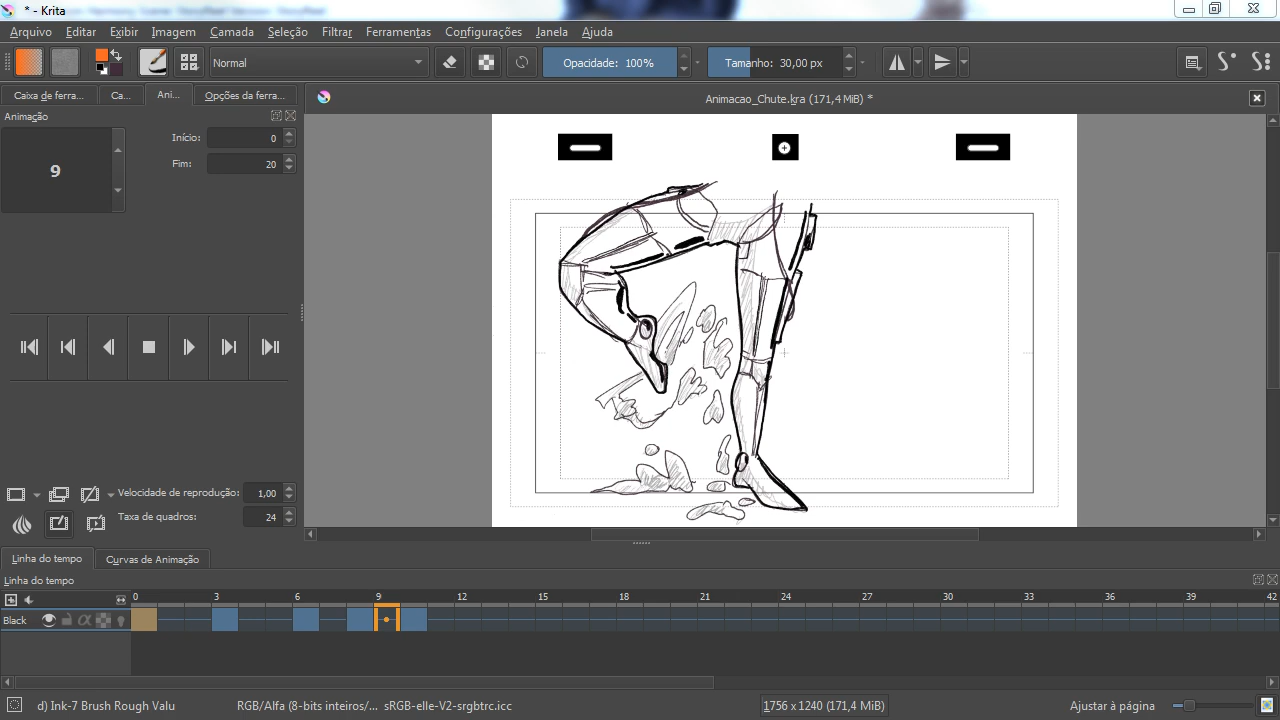 * - Krita
Arquivo Editar Exibir Imagem Camada Seleção Filtrar Ferramentas Configurações Janela Ajuda
Normal Opacidade: 100% Tamanho: 30,00 px
Caixa de ferra... Ca... Ani... Opções da ferra...
Animacao_Chute.kra (171,4 MiB) *
Animação
9
Início: 0
Fim: 20
Velocidade de reprodução: 1,00
Taxa de quadros: 24
Linha do tempo Curvas de Animação
Linha do tempo
0 3 6 9 12 15 18 21 24 27 30 33 36 39 42
Black
d) Ink-7 Brush Rough Valu RGB/Alfa (8-bits inteiros/... sRGB-elle-V2-srgbtrc.icc 1756 x 1240 (171,4 MiB) Ajustar à página